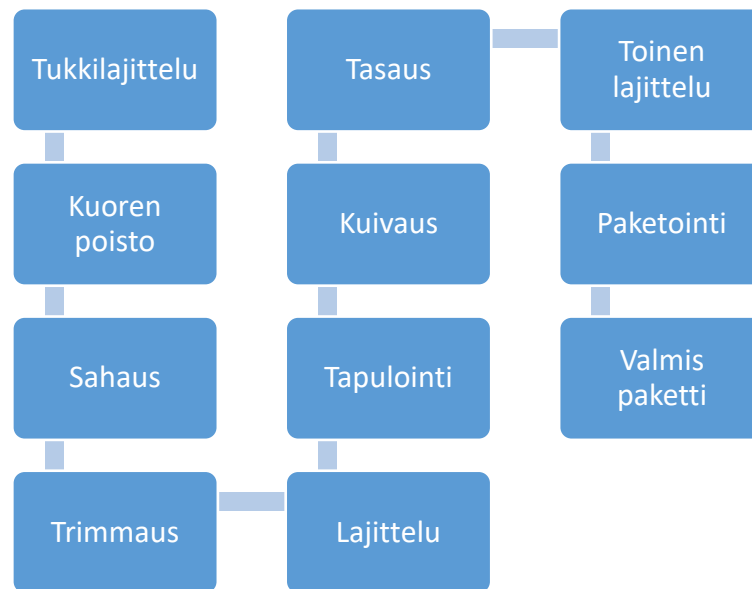 Tukkilajittelu
Kuoren
poisto
Sahaus
Trimmaus
Lajittelu
Tapulointi
Kuivaus
Tasaus
Toinen
lajittelu
Paketointi
Valmis
paketti